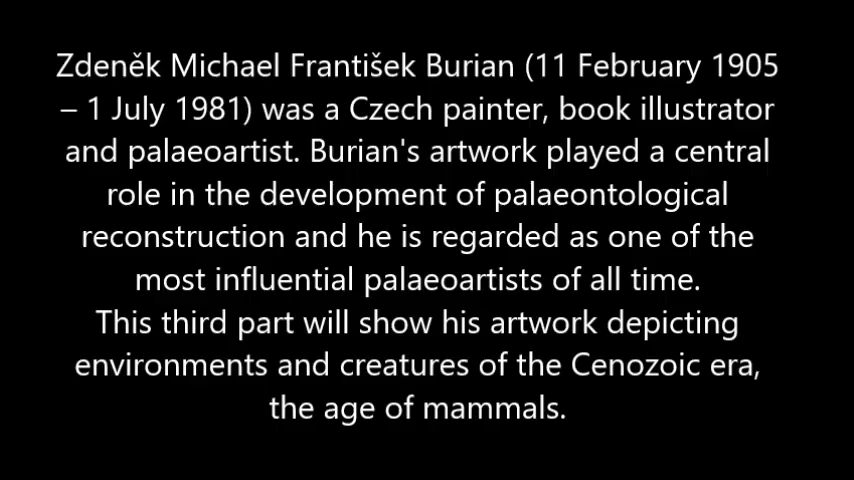 Zdeněk Michael František Burian (11 February 1905
– 1 July 1981) was a Czech painter, book illustrator
and palaeoartist. Burian's artwork played a central
role in the development of palaeontological
reconstruction and he is regarded as one of the
most influential palaeoartists of all time.
This third part will show his artwork depicting
environments and creatures of the Cenozoic era,
the age of mammals.